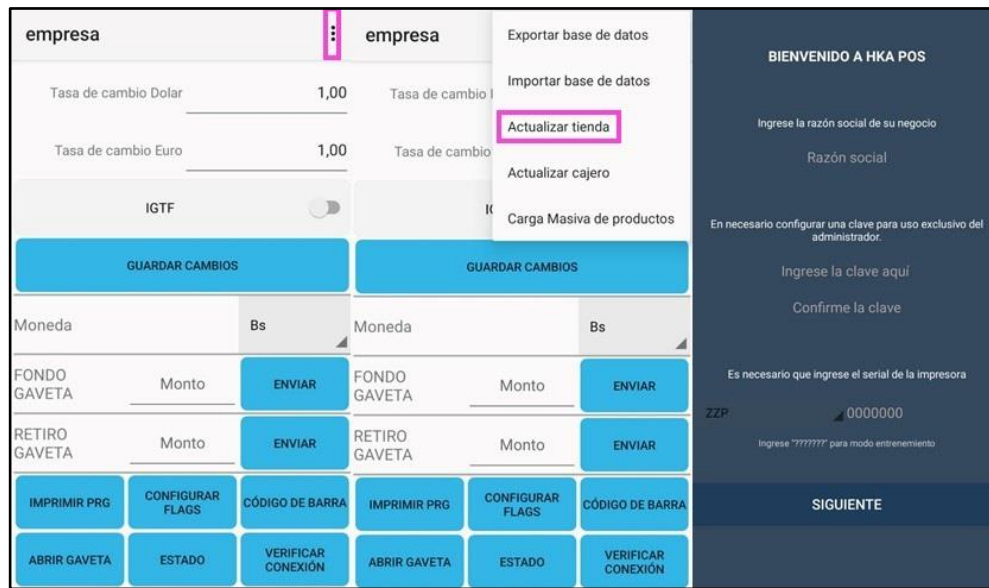 empresa
Tasa de cambio Dolar 1,00
Tasa de cambio Euro 1,00
IGTF
GUARDAR CAMBIOS
Moneda Bs
FONDO GAVETA Monto ENVIAR
RETIRO GAVETA Monto ENVIAR
IMPRIMIR PRG CONFIGURAR FLAGS CÓDIGO DE BARRA
ABRIR GAVETA ESTADO VERIFICAR CONEXIÓN
empresa
Exportar base de datos
Importar base de datos
Actualizar tienda
Actualizar cajero
Carga Masiva de productos
Tasa de cambio
Tasa de cambio
GUARDAR CAMBIOS
Moneda Bs
FONDO GAVETA Monto ENVIAR
RETIRO GAVETA Monto ENVIAR
IMPRIMIR PRG CONFIGURAR FLAGS CÓDIGO DE BARRA
ABRIR GAVETA ESTADO VERIFICAR CONEXIÓN
BIENVENIDO A HKA POS
Ingrese la razón social de su negocio
Razón social
En necesario configurar una clave para uso exclusivo del
administrador.
Ingrese la clave aquí
Confirme la clave
Es necesario que ingrese el serial de la impresora
ZZP 0000000
Ingrese "???????" para modo entrenemiento
SIGUIENTE